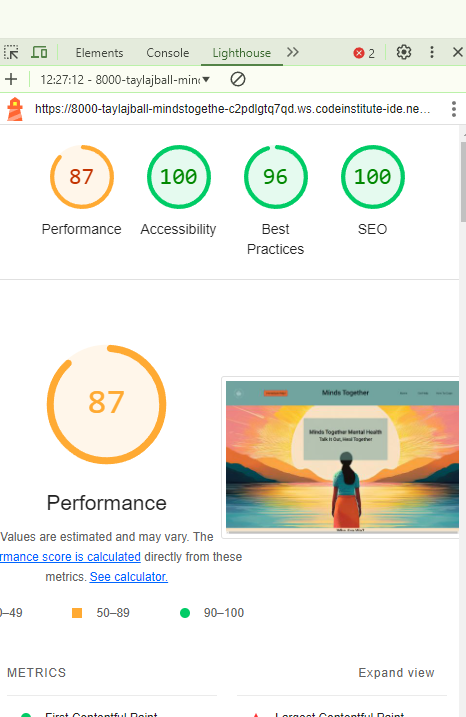 Elements Console Lighthouse 2
12:27:12 - 8000-taylajball-mind
https://8000-taylajball-mindstogethe-c2pdlgtq7qd.ws.codeinstitute-ide.ne…
87 100 96 100
Performance Accessibility Best Practices SEO
87
Minds Together
Minds Together Mental Health
Talk It Out, Heal Together
Performance
Values are estimated and may vary. The
rmance score is calculated directly from these
metrics. See calculator.
0–49 50–89 90–100
METRICS Expand view
First Contentful Paint Largest Contentful Paint